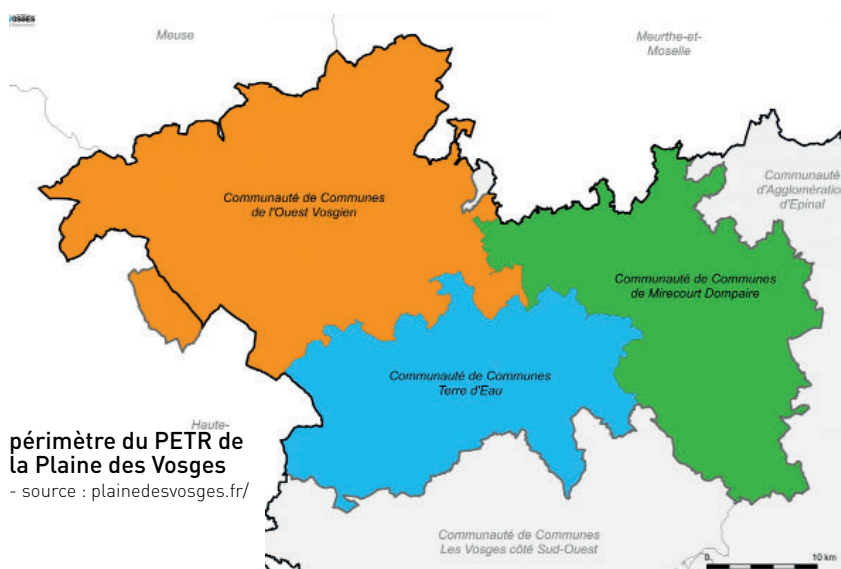 VOSGES
Meuse
Meurthe-et-
Moselle
Communauté
d'Agglomération
d'Epinal
Communauté de Communes
de l'Ouest Vosgien
Communauté de Communes
de Mirecourt Dompaire
Communauté de Communes
Terre d'Eau
Haute-
périmètre du PETR de
la Plaine des Vosges
- source : plainedesvosges.fr/
Communauté de Communes
Les Vosges côté Sud-Ouest
0 10 km